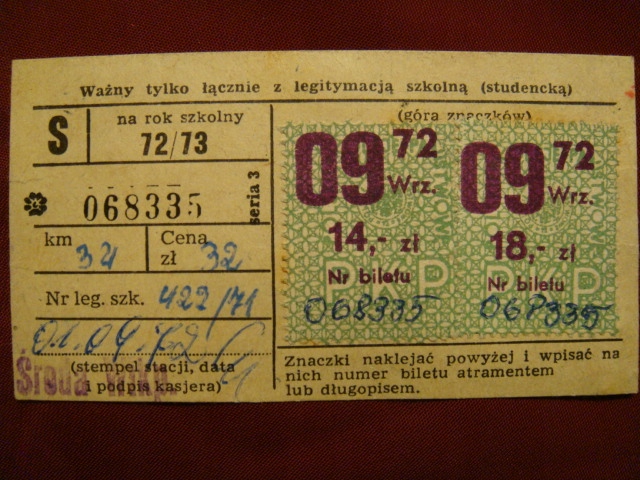 Ważny tylko łącznie z legitymacją szkolną (studencką)
S
na rok szkolny
72/73
068335
seria 3
km 34
Cena zł 32
Nr leg. szk. 422/71
01.09.72
(stempel stacji, data
i podpis kasjera)
Środa Wlkp.
(góra znaczków)
09 72 Wrz.
14,- zł
Nr biletu
PKP
068335
09 72 Wrz.
18,- zł
Nr biletu
PKP
068335
Znaczki naklejać powyżej i wpisać na
nich numer biletu atramentem
lub długopisem.